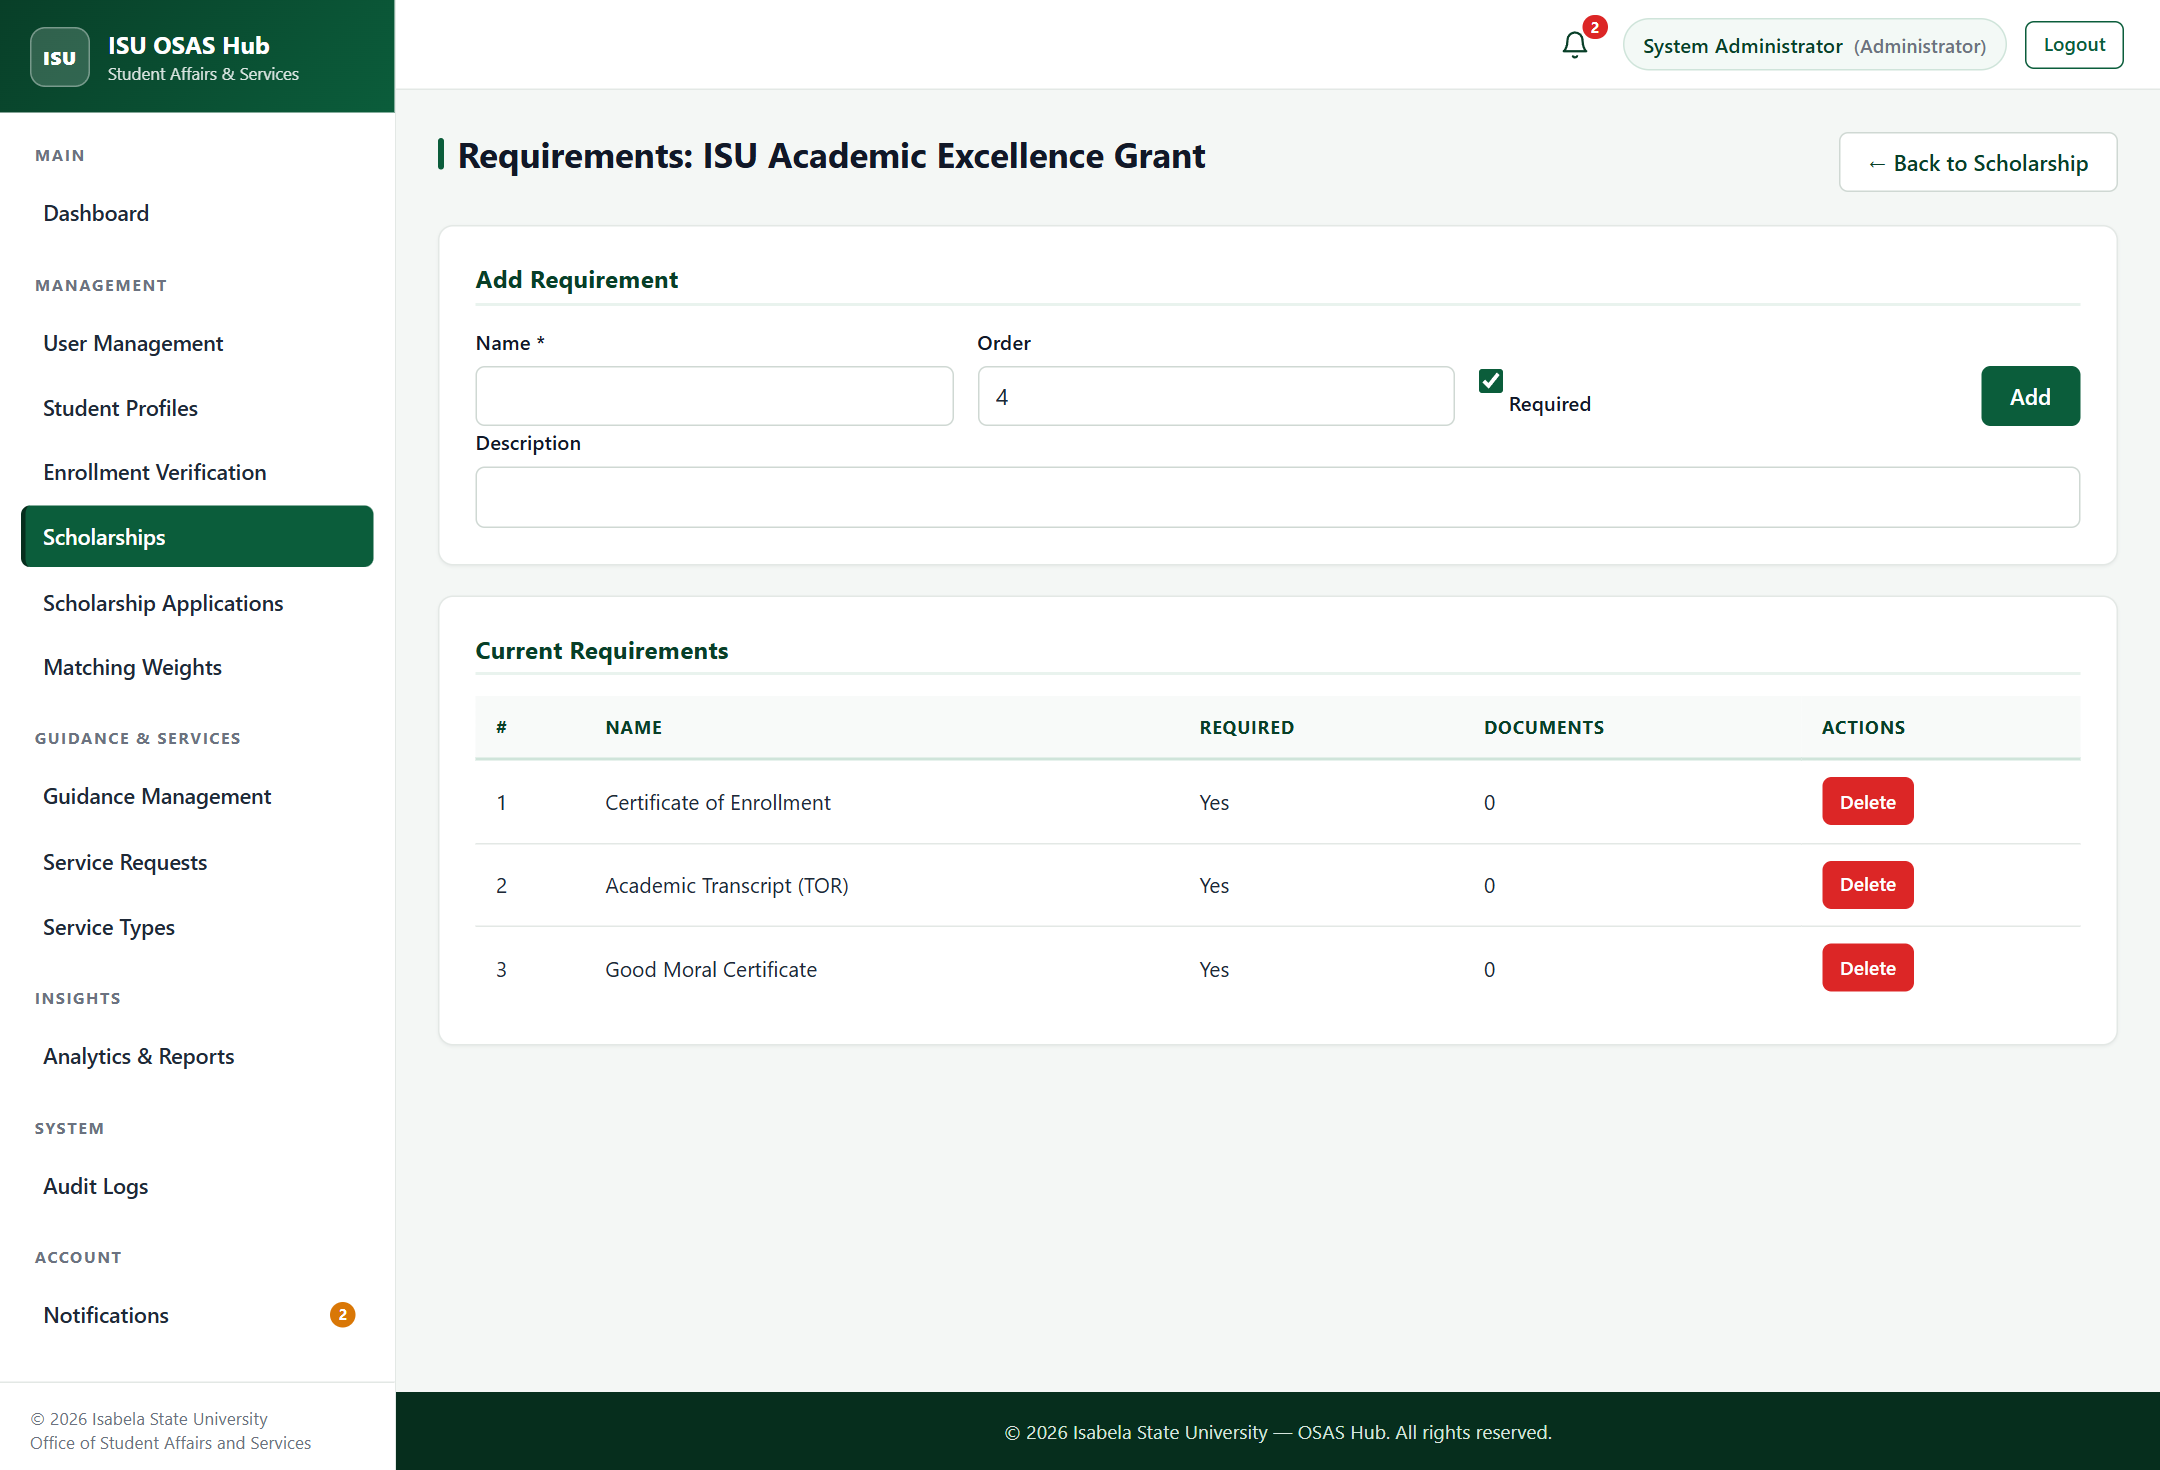 ISU
ISU OSAS Hub
Student Affairs & Services
2
System Administrator (Administrator)
Logout
MAIN
Dashboard
MANAGEMENT
User Management
Student Profiles
Enrollment Verification
Scholarships
Scholarship Applications
Matching Weights
GUIDANCE & SERVICES
Guidance Management
Service Requests
Service Types
INSIGHTS
Analytics & Reports
SYSTEM
Audit Logs
ACCOUNT
Notifications 2
© 2026 Isabela State University
Office of Student Affairs and Services
Requirements: ISU Academic Excellence Grant
← Back to Scholarship
Add Requirement
Name * Order
4 Required Add
Description
Current Requirements
# NAME REQUIRED DOCUMENTS ACTIONS
1 Certificate of Enrollment Yes 0 Delete
2 Academic Transcript (TOR) Yes 0 Delete
3 Good Moral Certificate Yes 0 Delete
© 2026 Isabela State University — OSAS Hub. All rights reserved.